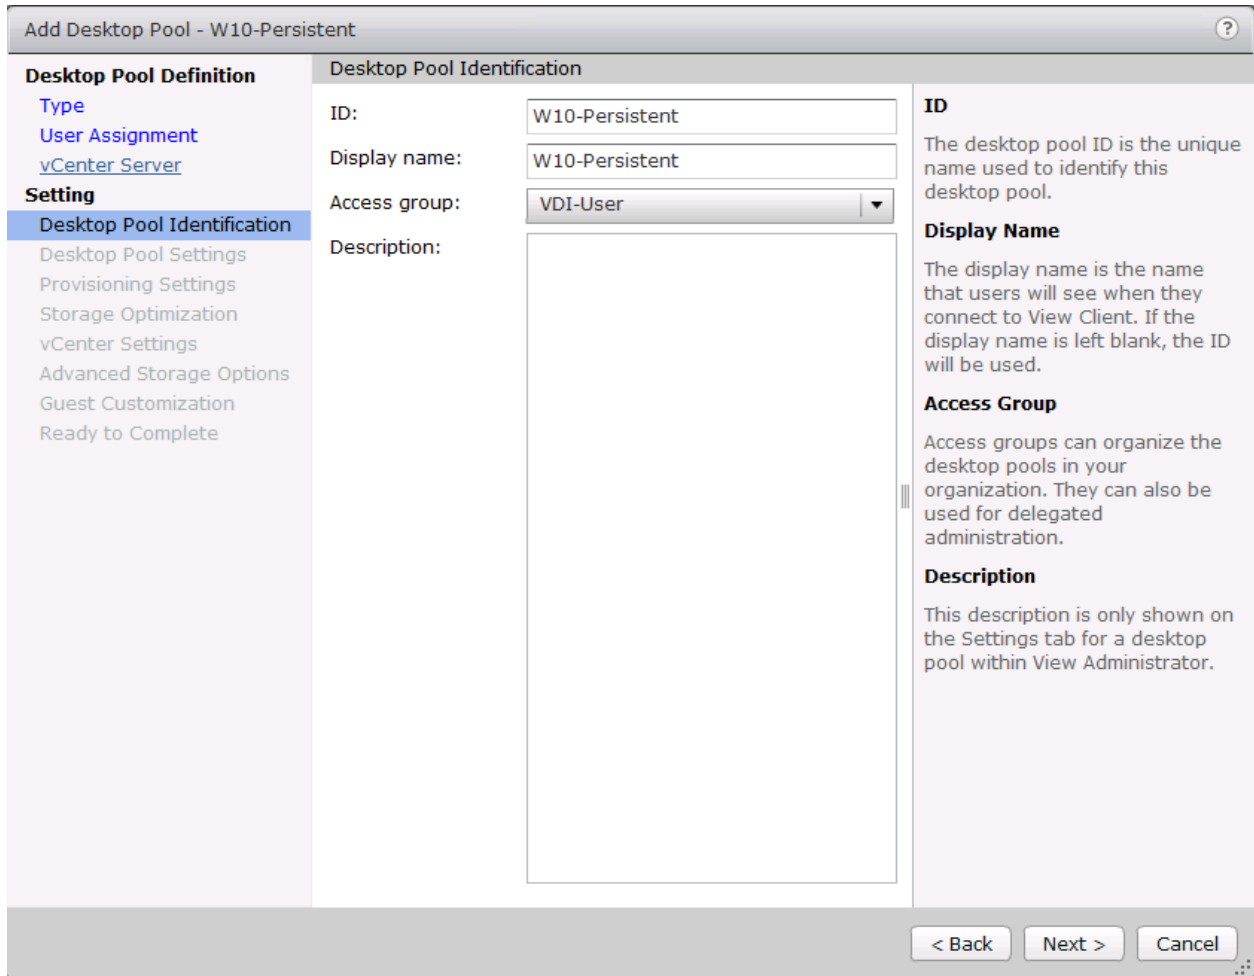 Add Desktop Pool - W10-Persistent
?
Desktop Pool Definition
Type
User Assignment
vCenter Server
Setting
Desktop Pool Identification
Desktop Pool Settings
Provisioning Settings
Storage Optimization
vCenter Settings
Advanced Storage Options
Guest Customization
Ready to Complete
Desktop Pool Identification
ID:
W10-Persistent
Display name:
W10-Persistent
Access group:
VDI-User
Description:
ID
The desktop pool ID is the unique
name used to identify this
desktop pool.
Display Name
The display name is the name
that users will see when they
connect to View Client. If the
display name is left blank, the ID
will be used.
Access Group
Access groups can organize the
desktop pools in your
organization. They can also be
used for delegated
administration.
Description
This description is only shown on
the Settings tab for a desktop
pool within View Administrator.
< Back
Next >
Cancel